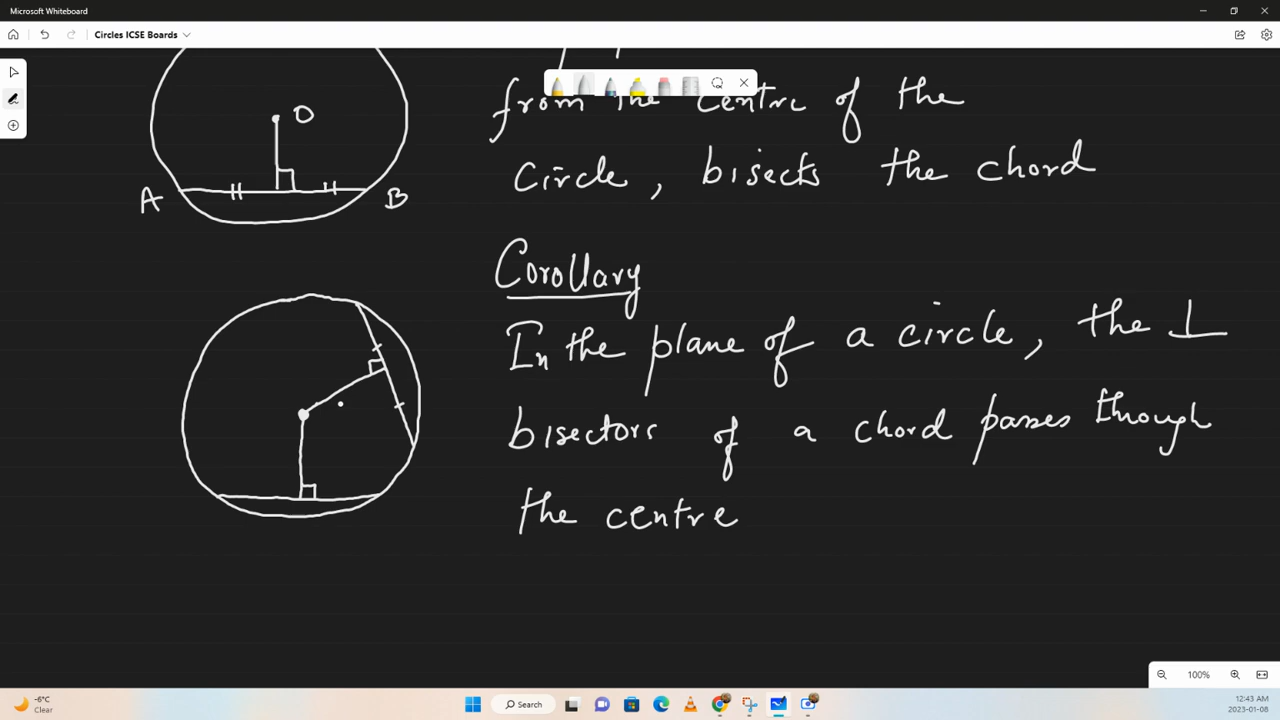 Microsoft Whiteboard
Circles ICSE Boards
from the centre of the
O
circle, bisects the chord
A
B
Corollary
In the plane of a circle, the ⊥
bisectors of a chord passes through
the centre
100%
-6°C
Clear
Search
12:43 AM
2023-01-08